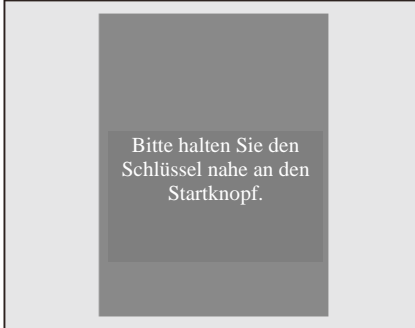 Bitte halten Sie den
Schlüssel nahe an den
Startknopf.